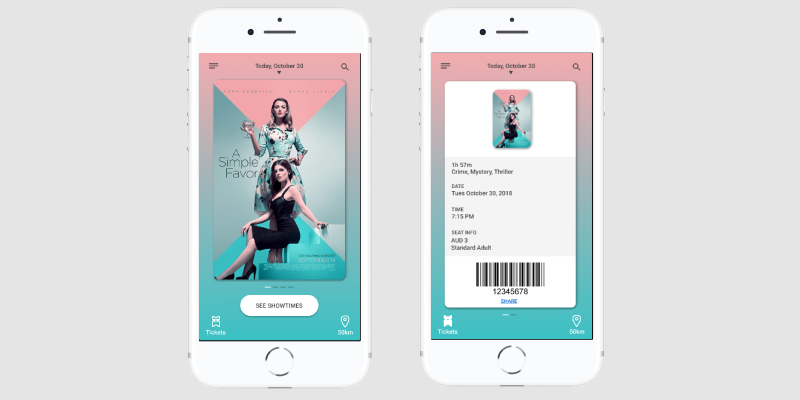 Today, October 30
A
Simple
Favor
SEE SHOWTIMES
Tickets
50km
Today, October 30
1h 57m
Crime, Mystery, Thriller
DATE
Tues October 30, 2018
TIME
7:15 PM
SEAT INFO
AUD 3
Standard Adult
12345678
SHARE
Tickets
50km